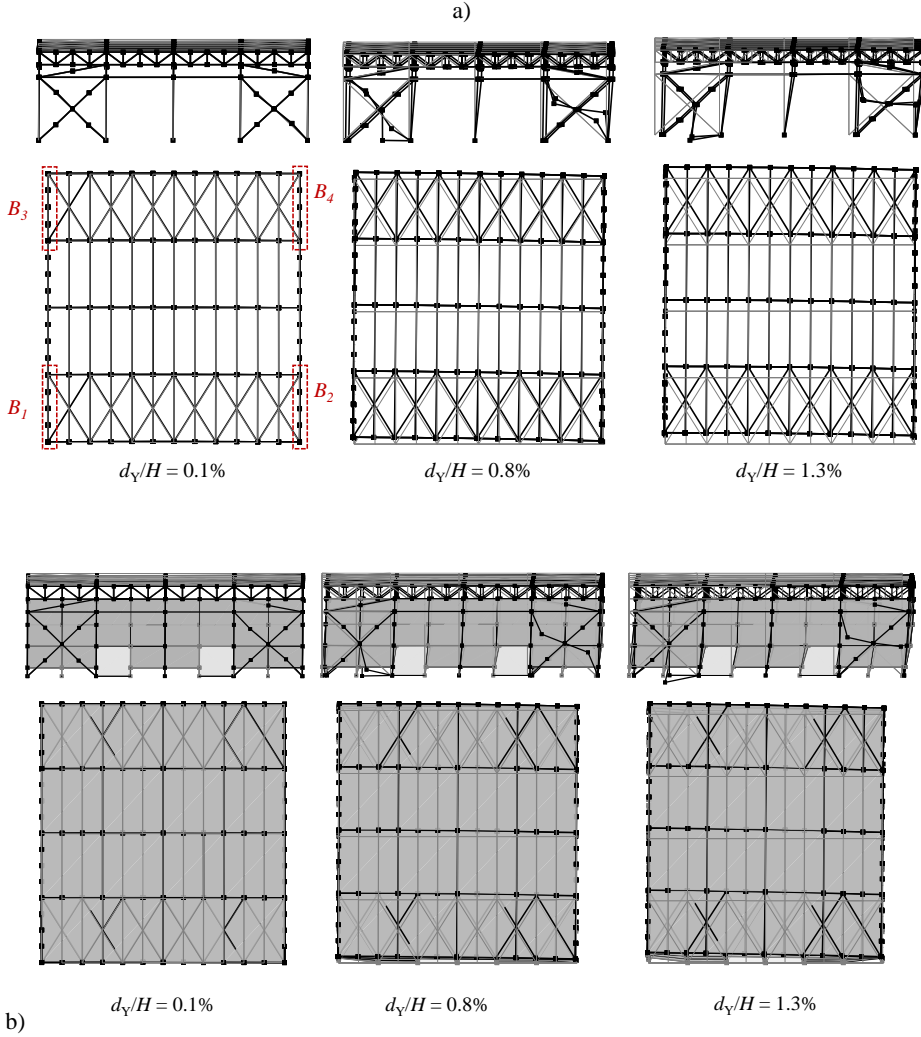 a)
B3
B4
B1
B2
dY/H = 0.1%
dY/H = 0.8%
dY/H = 1.3%
dY/H = 0.1%
dY/H = 0.8%
dY/H = 1.3%
b)